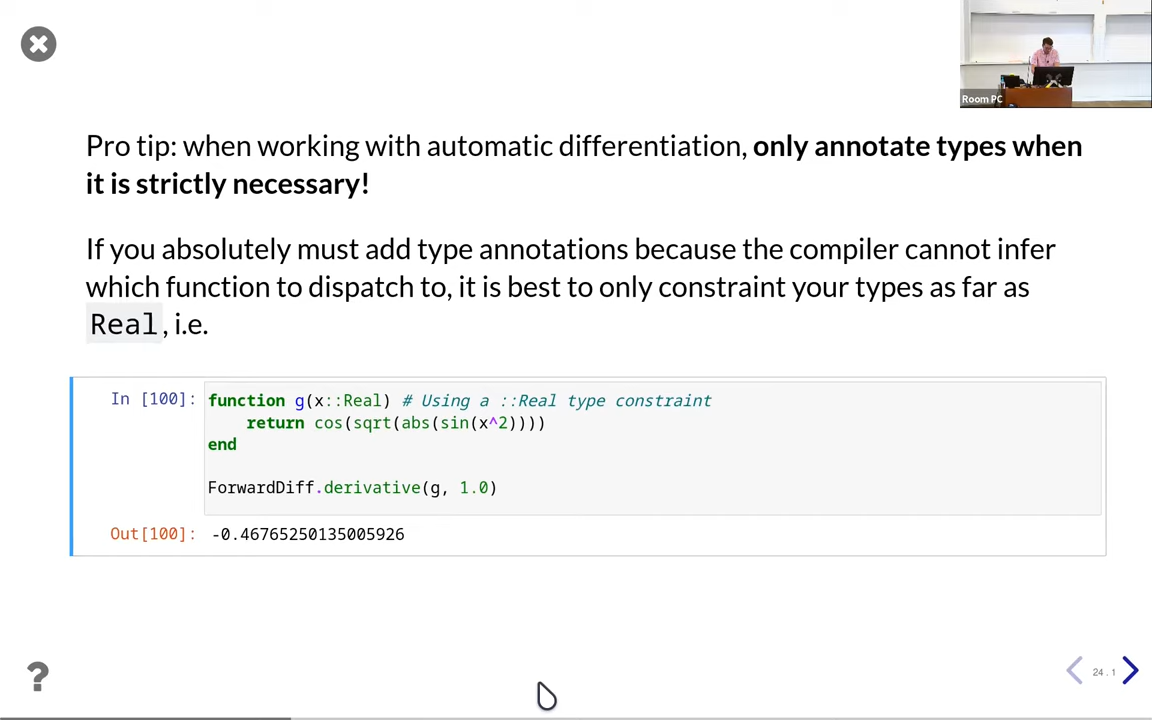 Room PC
Pro tip: when working with automatic differentiation, only annotate types when
it is strictly necessary!
If you absolutely must add type annotations because the compiler cannot infer
which function to dispatch to, it is best to only constraint your types as far as
Real, i.e.
In [100]: function g(x::Real) # Using a ::Real type constraint
return cos(sqrt(abs(sin(x^2))))
end
ForwardDiff.derivative(g, 1.0)
Out[100]: -0.46765250135005926
?
24.1